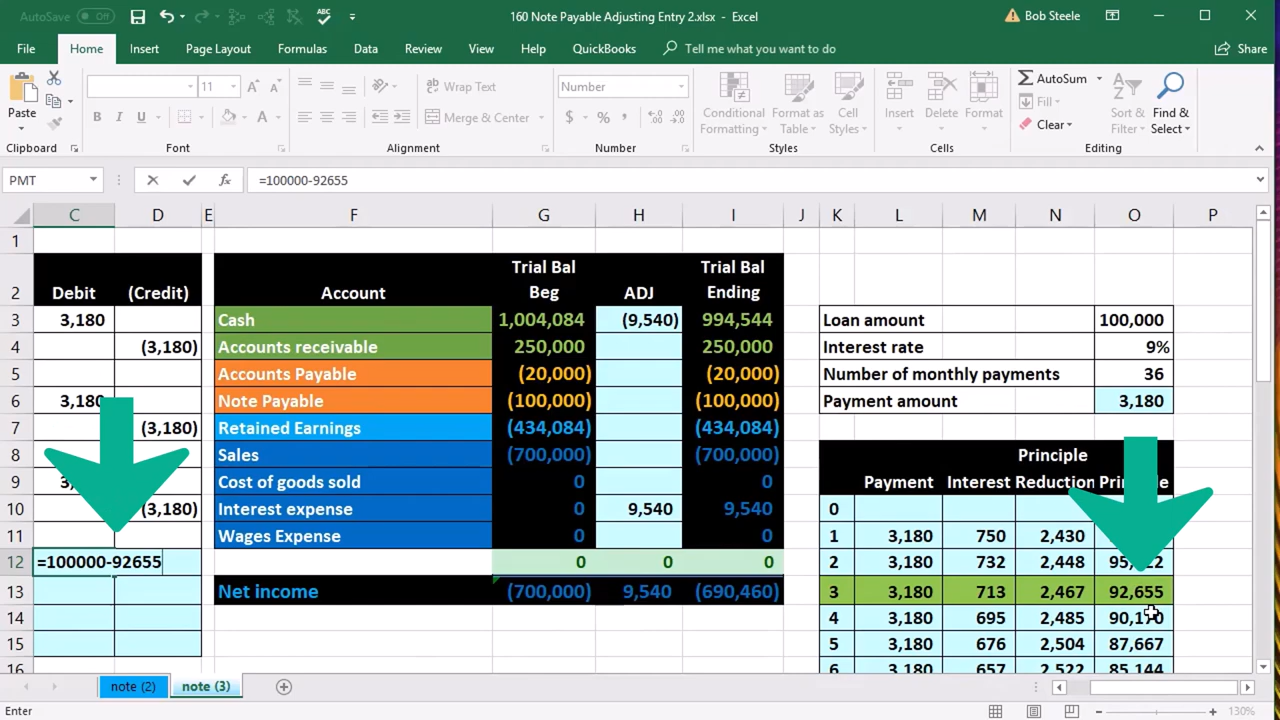 AutoSave Off 160 Note Payable Adjusting Entry 2.xlsx - Excel Bob Steele
File Home Insert Page Layout Formulas Data Review View Help QuickBooks Tell me what you want to do Share
Paste
11 A A Wrap Text Number Conditional Formatting Format as Table Cell Styles Insert Delete Format AutoSum Sort & Filter Find & Select
B I U A Merge & Center $ % , Fill
Clear
Clipboard Font Alignment Number Styles Cells Editing
PMT fx =100000-92655
C D E F G H I J K L M N O P
1
2 Debit (Credit) Account Trial Bal Beg ADJ Trial Bal Ending
3 3,180 Cash 1,004,084 (9,540) 994,544 Loan amount 100,000
4 (3,180) Accounts receivable 250,000 250,000 Interest rate 9%
5 Accounts Payable (20,000) (20,000) Number of monthly payments 36
6 3,180 Note Payable (100,000) (100,000) Payment amount 3,180
7 (3,180) Retained Earnings (434,084) (434,084)
8 Sales (700,000) (700,000) Principle
9 Cost of goods sold 0 0 Payment Interest Reduction
10 (3,180) Interest expense 0 9,540 9,540 0
11 Wages Expense 0 0 1 3,180 750 2,430
12 =100000-92655 0 0 0 2 3,180 732 2,448
13 Net income (700,000) 9,540 (690,460) 3 3,180 713 2,467 92,655
14 4 3,180 695 2,485 90,170
15 5 3,180 676 2,504 87,667
16 6 3,180 657 2,522 85,144
note (2) note (3)
Enter 130%